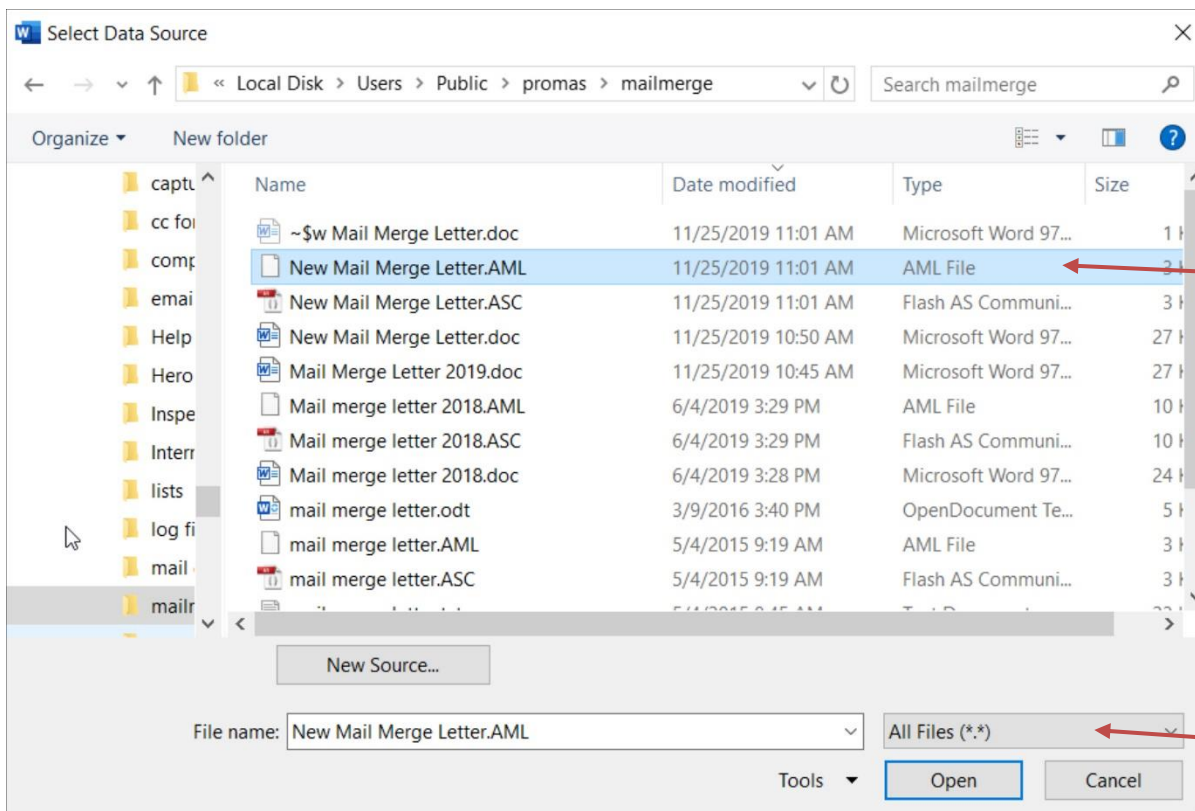 Select Data Source
« Local Disk > Users > Public > promas > mailmerge
Search mailmerge
Organize New folder
Name Date modified Type Size
~$w Mail Merge Letter.doc 11/25/2019 11:01 AM Microsoft Word 97... 1
New Mail Merge Letter.AML 11/25/2019 11:01 AM AML File 3
New Mail Merge Letter.ASC 11/25/2019 11:01 AM Flash AS Communi... 3
New Mail Merge Letter.doc 11/25/2019 10:50 AM Microsoft Word 97... 27
Mail Merge Letter 2019.doc 11/25/2019 10:45 AM Microsoft Word 97... 27
Mail merge letter 2018.AML 6/4/2019 3:29 PM AML File 10
Mail merge letter 2018.ASC 6/4/2019 3:29 PM Flash AS Communi... 10
Mail merge letter 2018.doc 6/4/2019 3:28 PM Microsoft Word 97... 24
mail merge letter.odt 3/9/2016 3:40 PM OpenDocument Te... 5
mail merge letter.AML 5/4/2015 9:19 AM AML File 3
mail merge letter.ASC 5/4/2015 9:19 AM Flash AS Communi... 3
captu
cc for
comp
emai
Help
Hero
Inspe
Intern
lists
log fi
mail
mailr
New Source...
File name: New Mail Merge Letter.AML All Files (*.*)
Tools Open Cancel